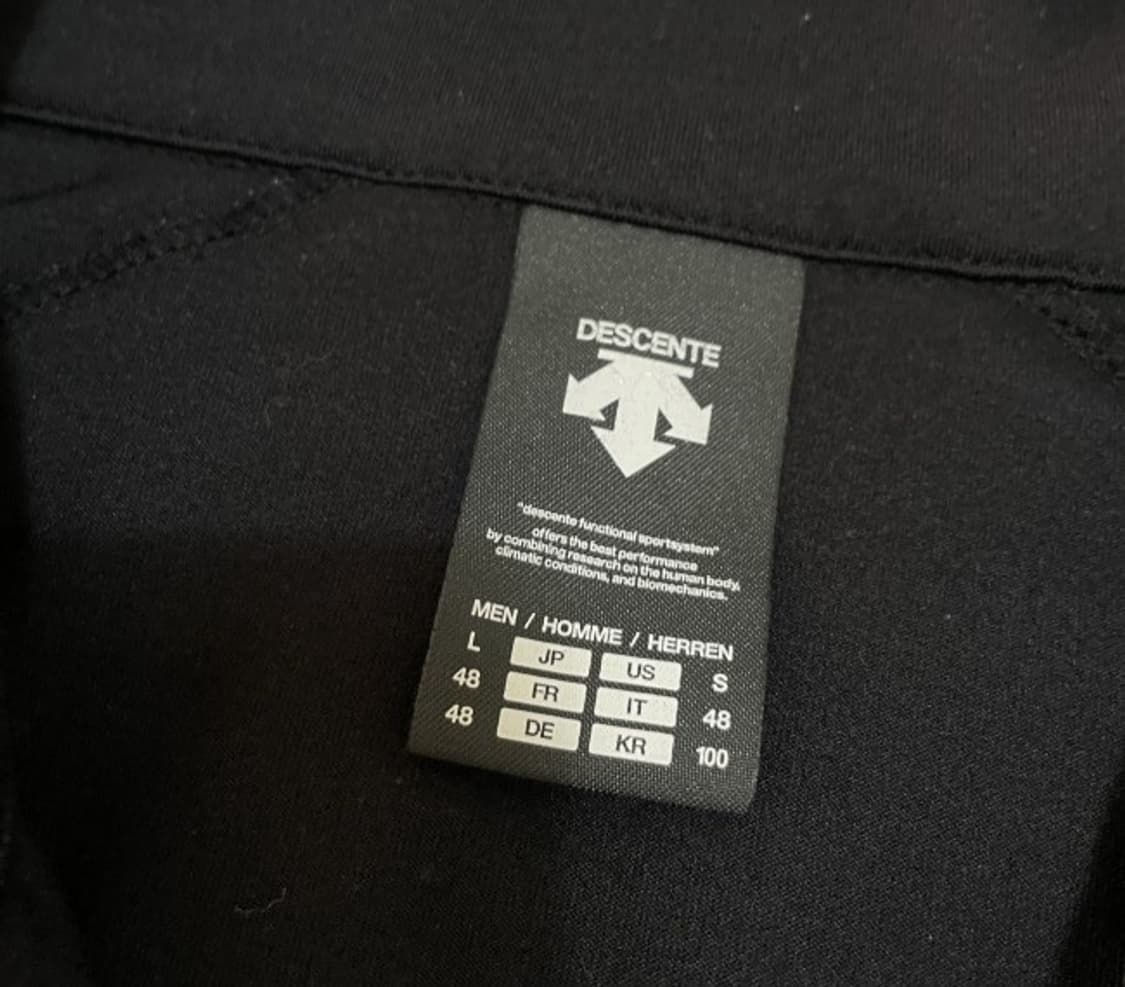 DESCENTE
"descente functional sportsystem"
offers the best performance
by combining research on the human body,
climatic conditions, and biomechanics.
MEN / HOMME / HERREN
L JP US S
48 FR IT 48
48 DE KR 100